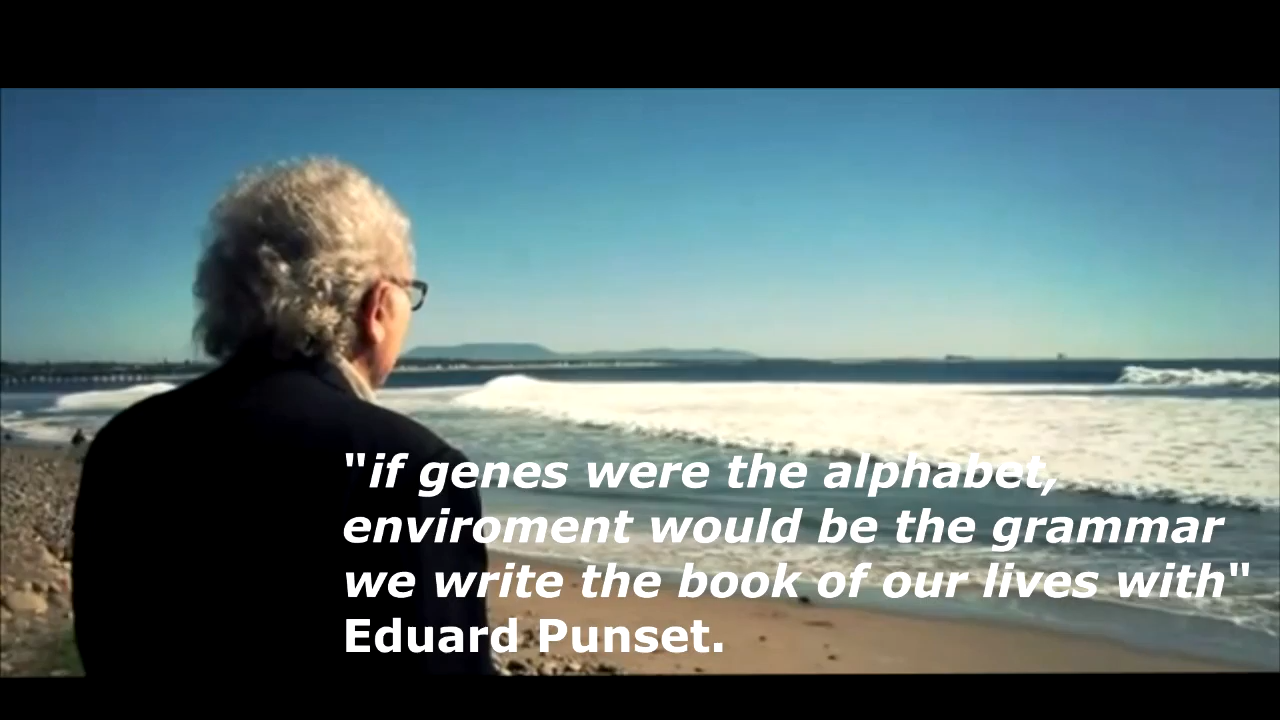 "if genes were the alphabet,
enviroment would be the grammar
we write the book of our lives with"
Eduard Punset.